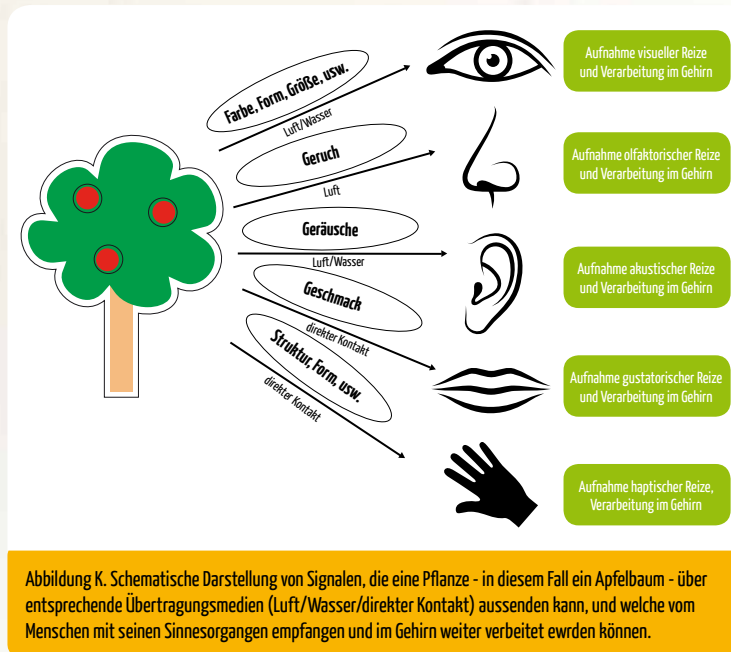 Farbe, Form, Größe, usw.
Luft/Wasser
Aufnahme visueller Reize
und Verarbeitung im Gehirn
Geruch
Luft
Aufnahme olfaktorischer Reize
und Verarbeitung im Gehirn
Geräusche
Luft/Wasser
Aufnahme akustischer Reize
und Verarbeitung im Gehirn
Geschmack
direkter Kontakt
Aufnahme gustatorischer Reize
und Verarbeitung im Gehirn
Struktur, Form, usw.
direkter Kontakt
Aufnahme haptischer Reize,
Verarbeitung im Gehirn
Abbildung K. Schematische Darstellung von Signalen, die eine Pflanze - in diesem Fall ein Apfelbaum - über
entsprechende Übertragungsmedien (Luft/Wasser/direkter Kontakt) aussenden kann, und welche vom
Menschen mit seinen Sinnesorgangen empfangen und im Gehirn weiter verbeitet ewrden können.